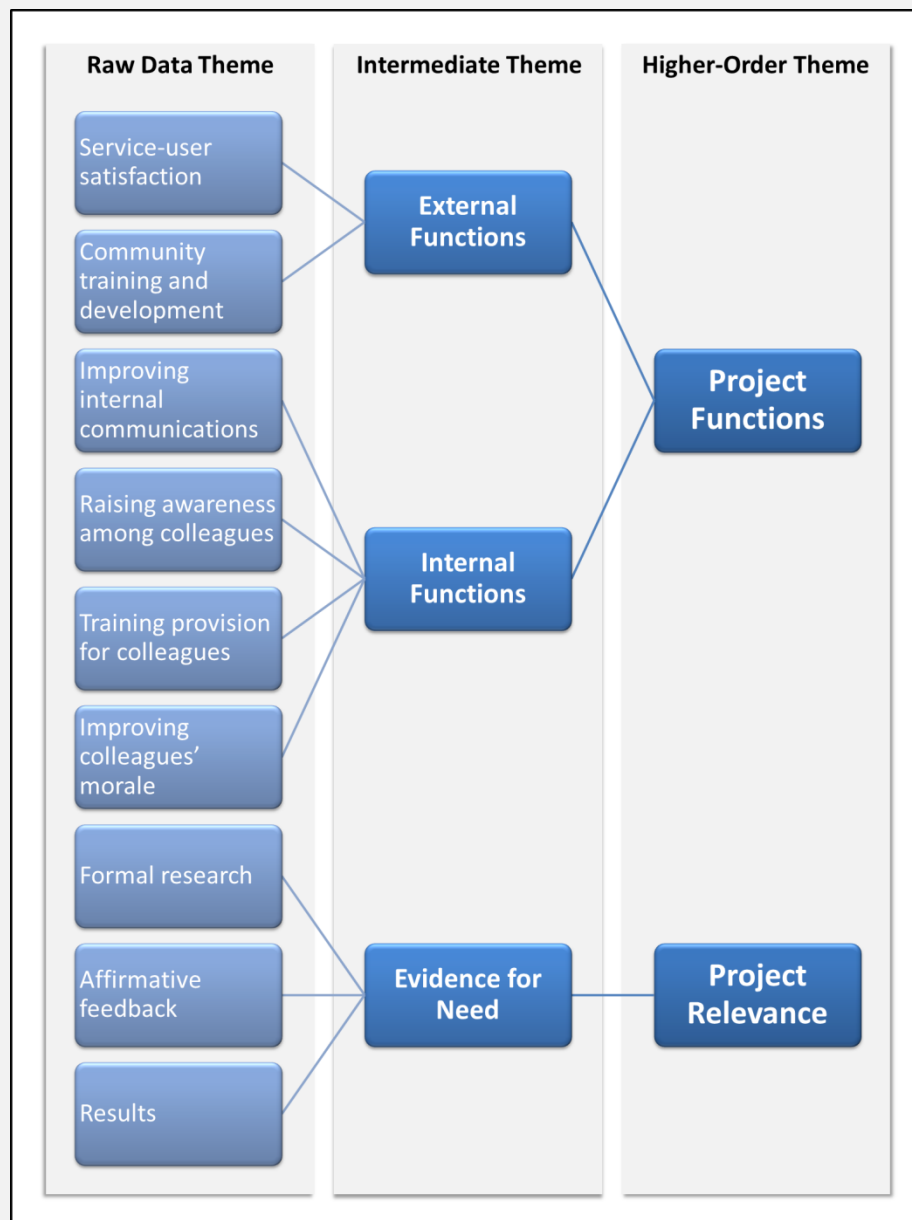 Raw Data Theme
Intermediate Theme
Higher-Order Theme
Service-user
satisfaction
Community
training and
development
Improving
internal
communications
Raising awareness
among colleagues
Training provision
for colleagues
Improving
colleagues’
morale
Formal research
Affirmative
feedback
Results
External
Functions
Internal
Functions
Evidence for
Need
Project
Functions
Project
Relevance